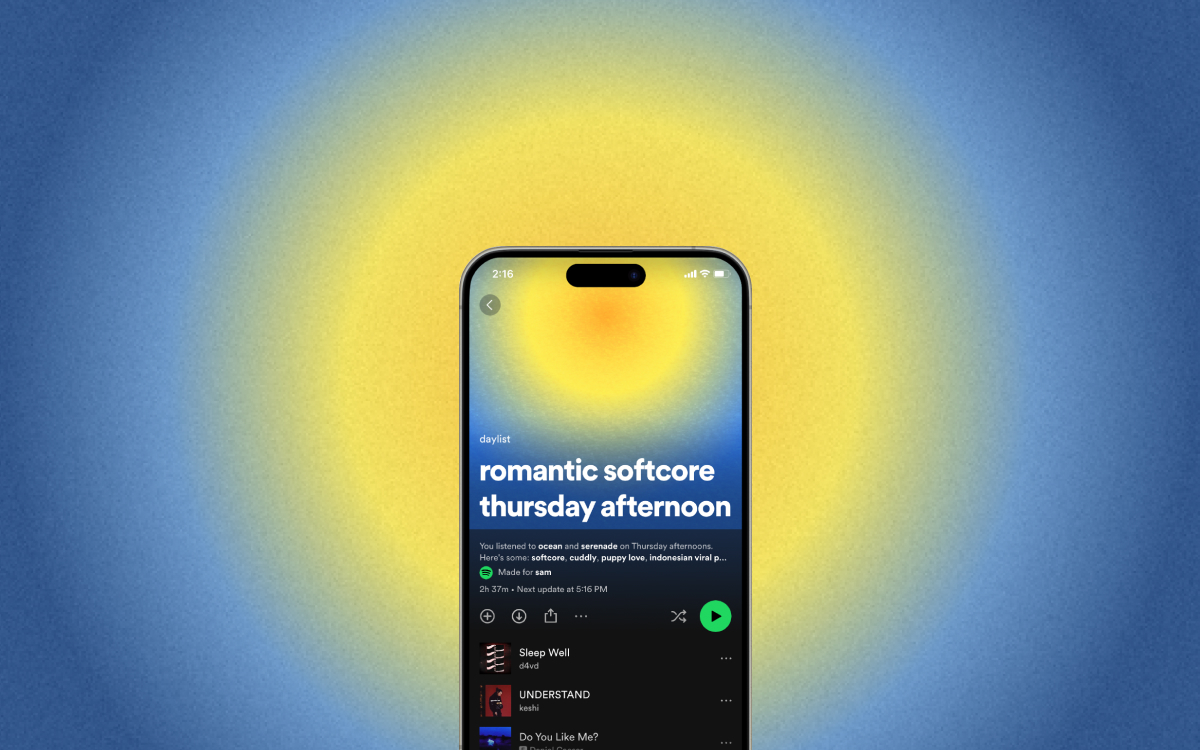 2:16
daylist
romantic softcore
thursday afternoon
You listened to ocean and serenade on Thursday afternoons.
Here's some: softcore, cuddly, puppy love, indonesian viral p...
Made for sam
2h 37m • Next update at 5:16 PM
Sleep Well
d4vd
UNDERSTAND
keshi
Do You Like Me?